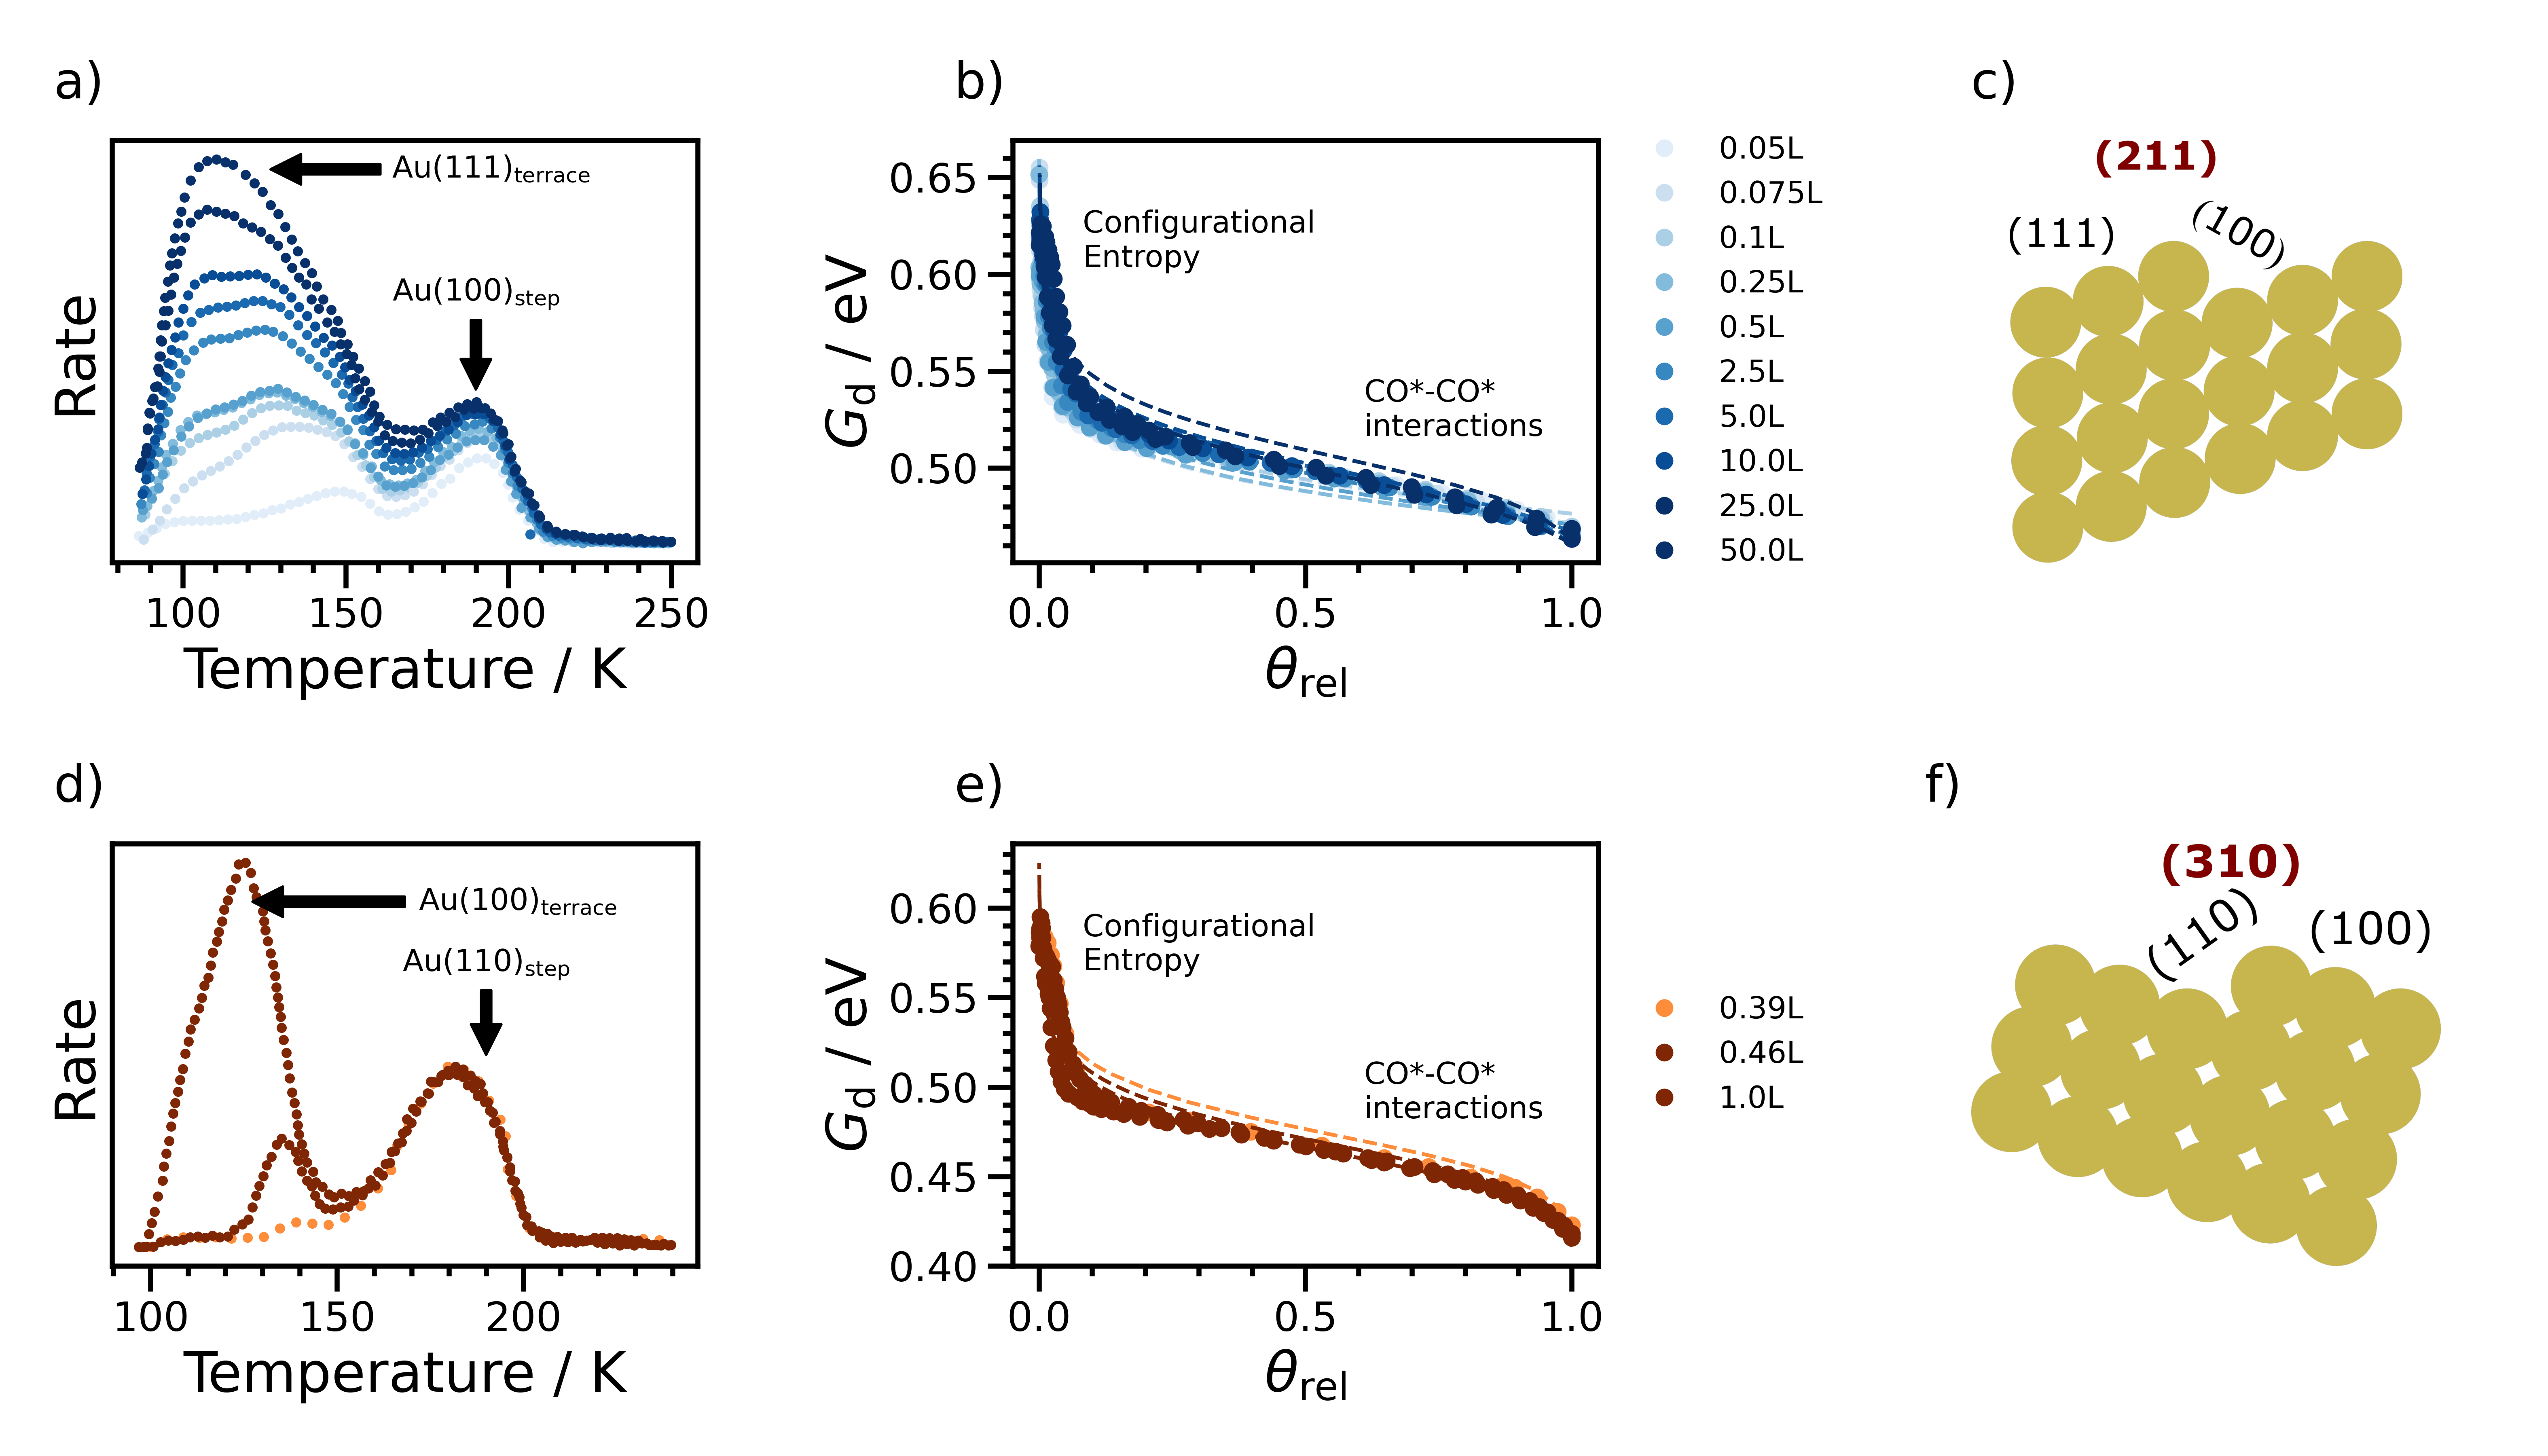 a)
Au(111)terrace
Au(100)step
Rate
100 150 200 250
Temperature / K
b)
Configurational
Entropy
CO*-CO*
interactions
Gd / eV
0.65
0.60
0.55
0.50
0.0 0.5 1.0
θrel
0.05L
0.075L
0.1L
0.25L
0.5L
2.5L
5.0L
10.0L
25.0L
50.0L
c)
(211)
(111)
(100)
d)
Au(100)terrace
Au(110)step
Rate
100 150 200
Temperature / K
e)
Configurational
Entropy
CO*-CO*
interactions
Gd / eV
0.60
0.55
0.50
0.45
0.40
0.0 0.5 1.0
θrel
0.39L
0.46L
1.0L
f)
(310)
(110)
(100)